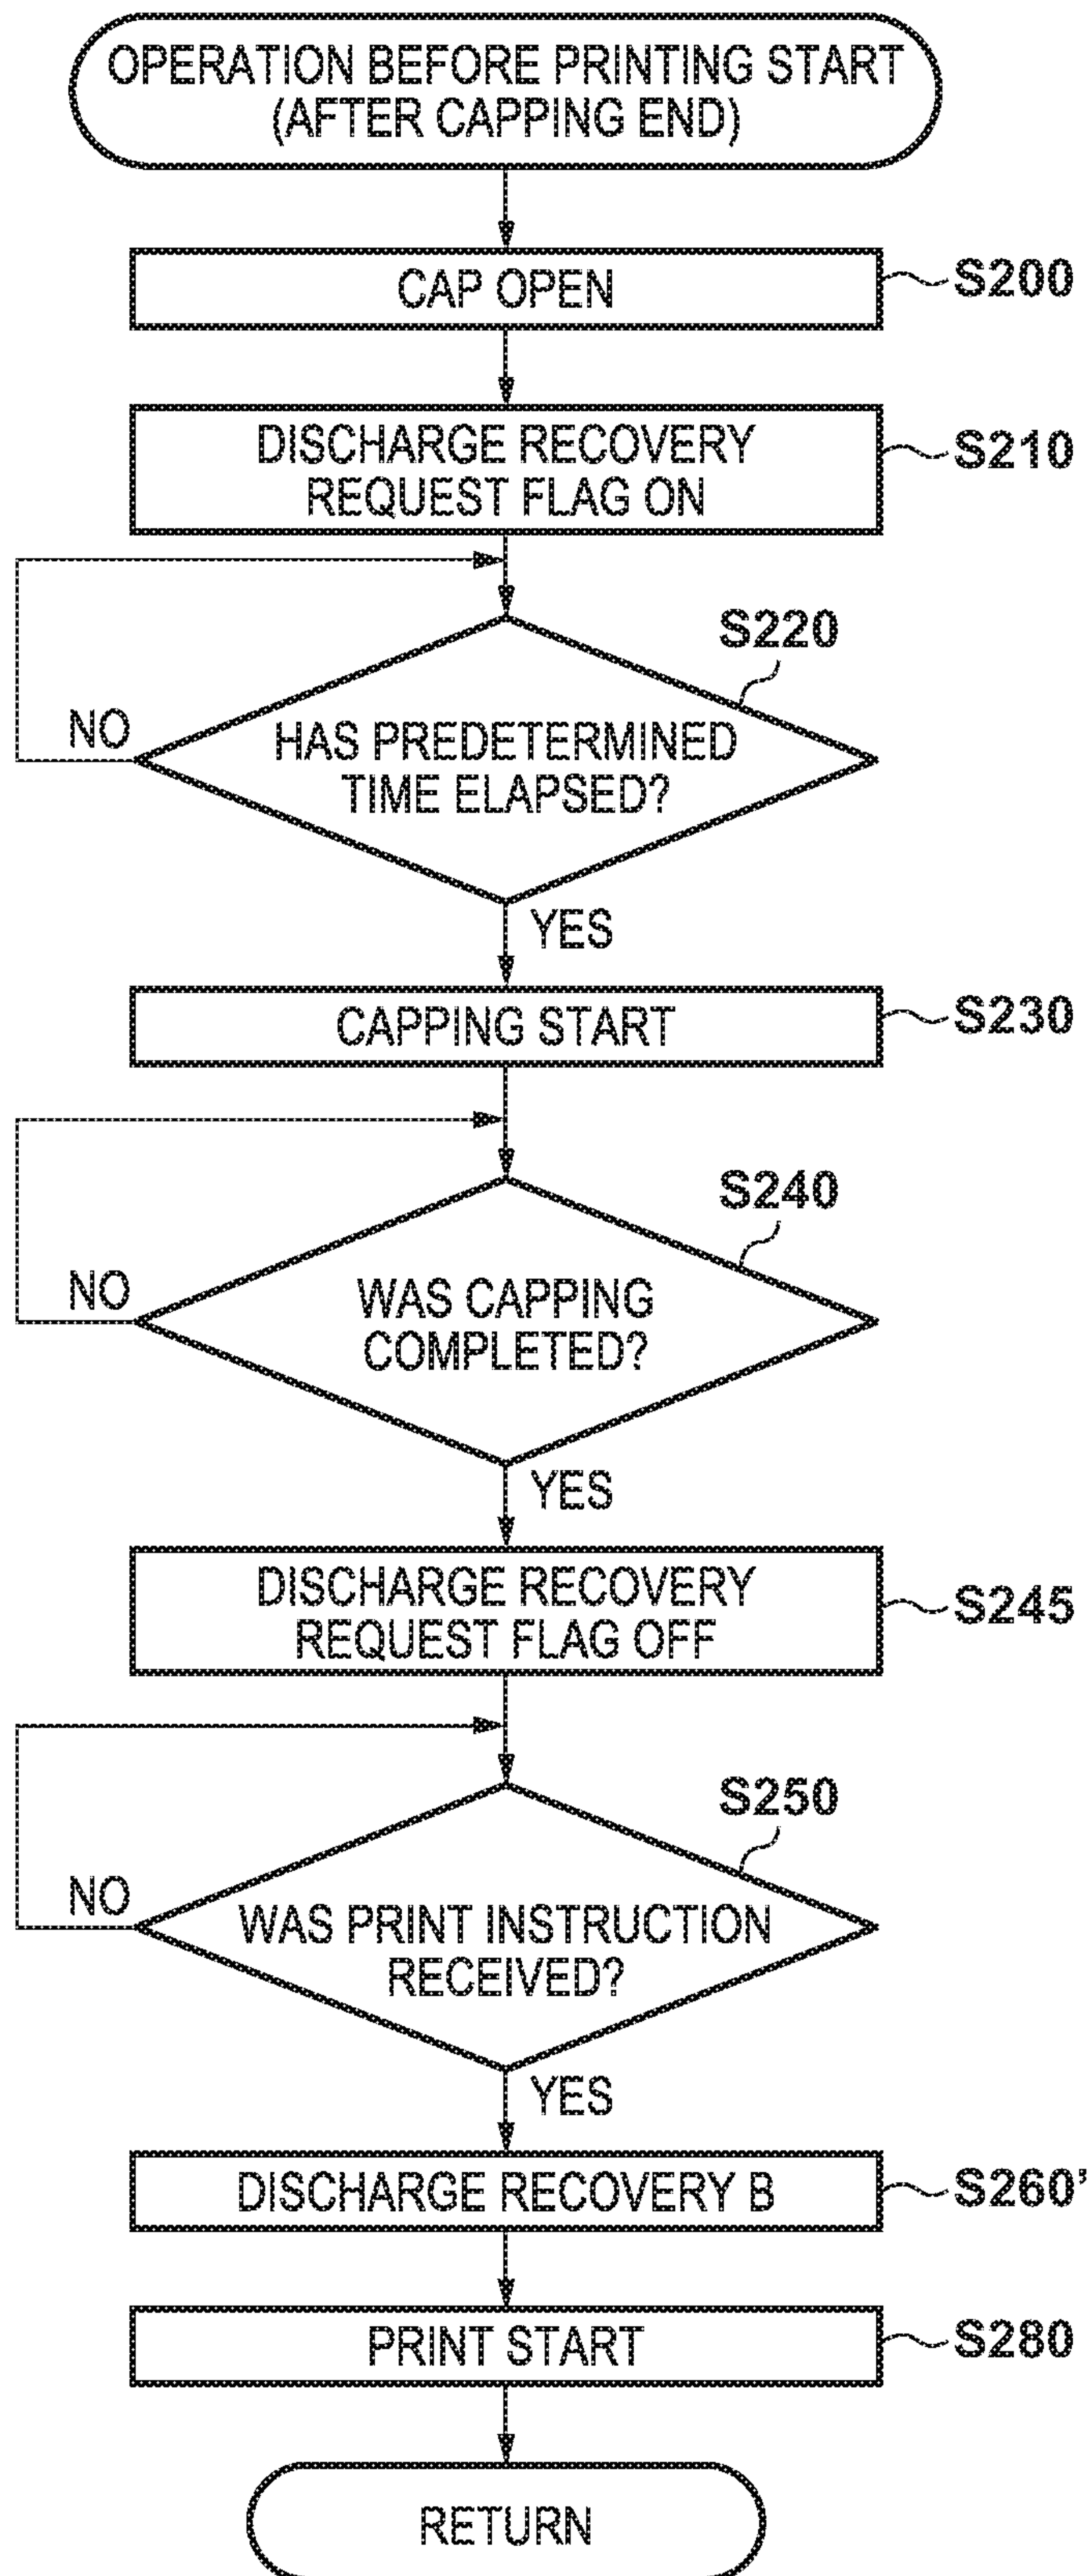 OPERATION BEFORE PRINTING START
(AFTER CAPPING END)
CAP OPEN
S200
DISCHARGE RECOVERY
REQUEST FLAG ON
S210
S220
NO
HAS PREDETERMINED
TIME ELAPSED?
YES
CAPPING START
S230
S240
NO
WAS CAPPING
COMPLETED?
YES
DISCHARGE RECOVERY
REQUEST FLAG OFF
S245
S250
NO
WAS PRINT INSTRUCTION
RECEIVED?
YES
DISCHARGE RECOVERY B
S260'
PRINT START
S280
RETURN